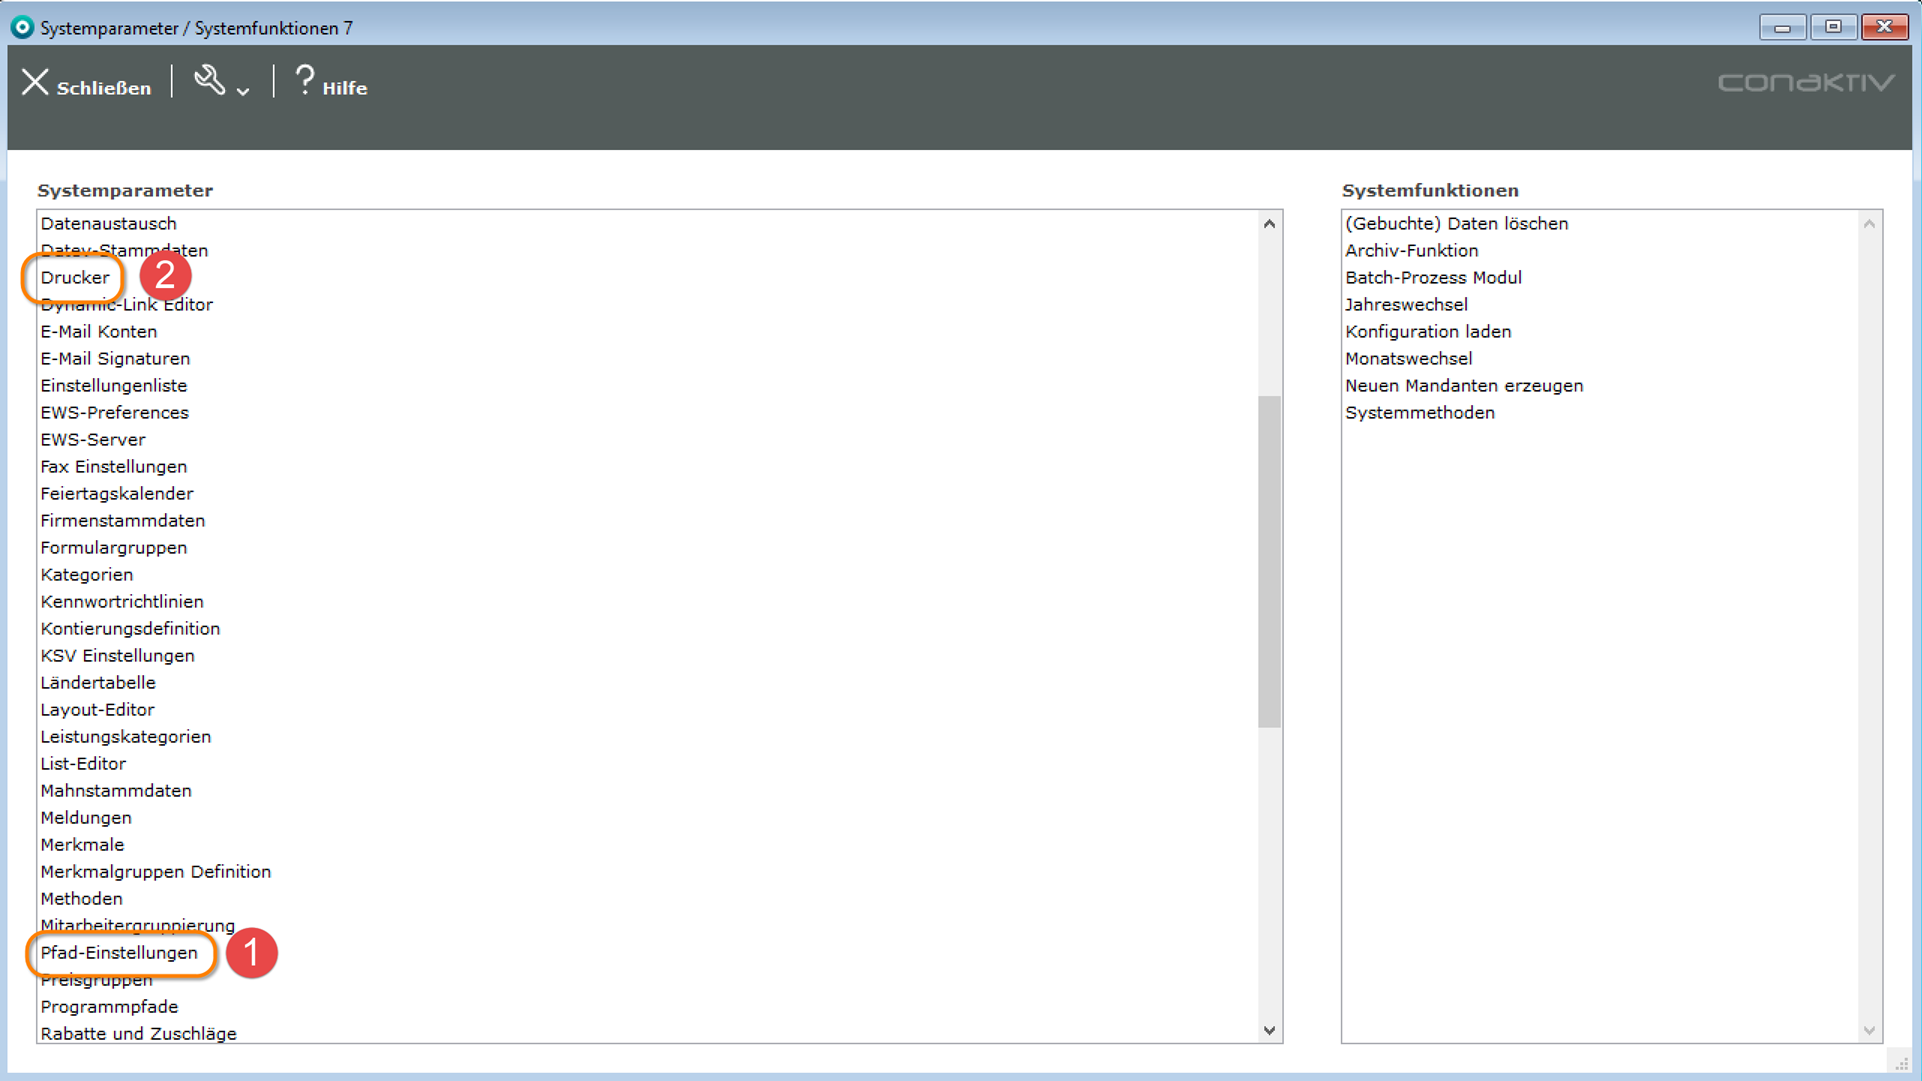 Systemparameter / Systemfunktionen 7
Schließen
? Hilfe
conaktiv
Systemparameter
Datenaustausch
Datev-Stammdaten
Drucker
2
Dynamic-Link Editor
E-Mail Konten
E-Mail Signaturen
Einstellungenliste
EWS-Preferences
EWS-Server
Fax Einstellungen
Feiertagskalender
Firmenstammdaten
Formulargruppen
Kategorien
Kennwortrichtlinien
Kontierungsdefinition
KSV Einstellungen
Ländertabelle
Layout-Editor
Leistungskategorien
List-Editor
Mahnstammdaten
Meldungen
Merkmale
Merkmalgruppen Definition
Methoden
Mitarbeitergruppierung
Pfad-Einstellungen
1
Preisgruppen
Programmpfade
Rabatte und Zuschläge
Systemfunktionen
(Gebuchte) Daten löschen
Archiv-Funktion
Batch-Prozess Modul
Jahreswechsel
Konfiguration laden
Monatswechsel
Neuen Mandanten erzeugen
Systemmethoden